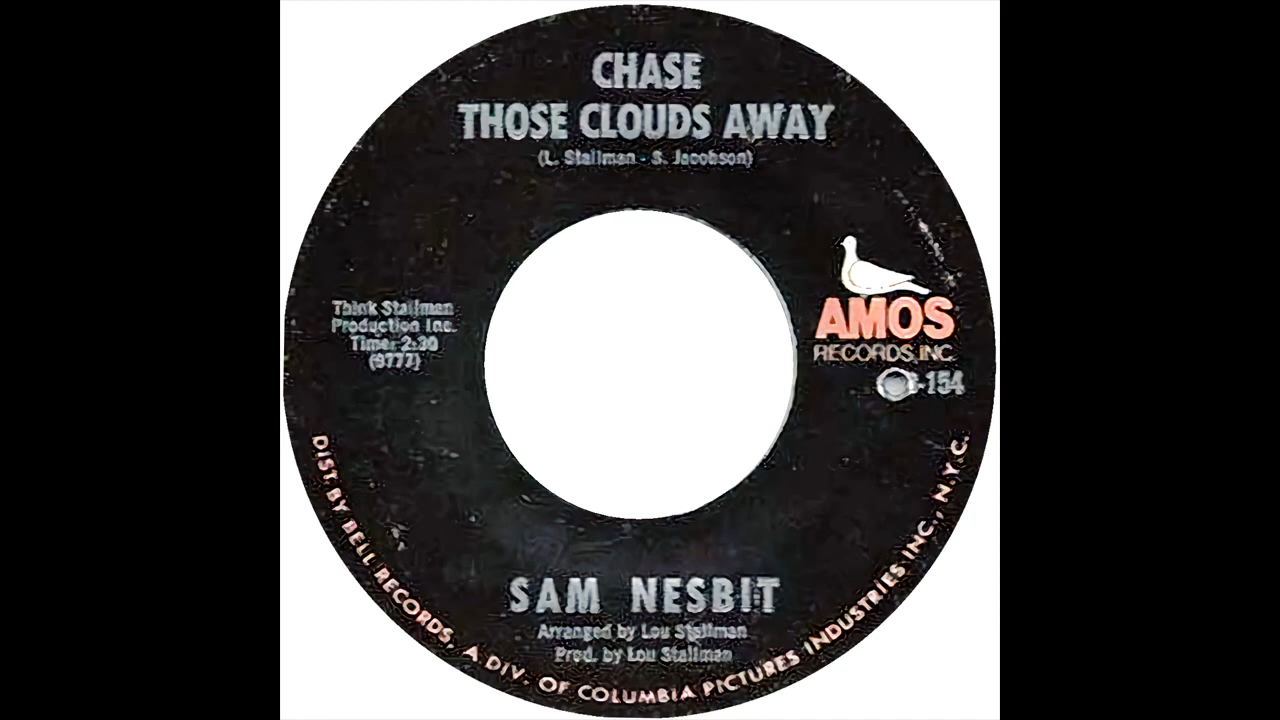 CHASE
THOSE CLOUDS AWAY
(L. Stallman - S. Jacobson)
Think Stallman
Production Inc.
Time: 2:30
(9777)
AMOS
RECORDS, INC.
-154
SAM NESBIT
Arranged by Lou Stallman
Prod. by Lou Stallman
DIST. BY BELL RECORDS, A DIV. OF COLUMBIA PICTURES INDUSTRIES INC., N.Y.C.